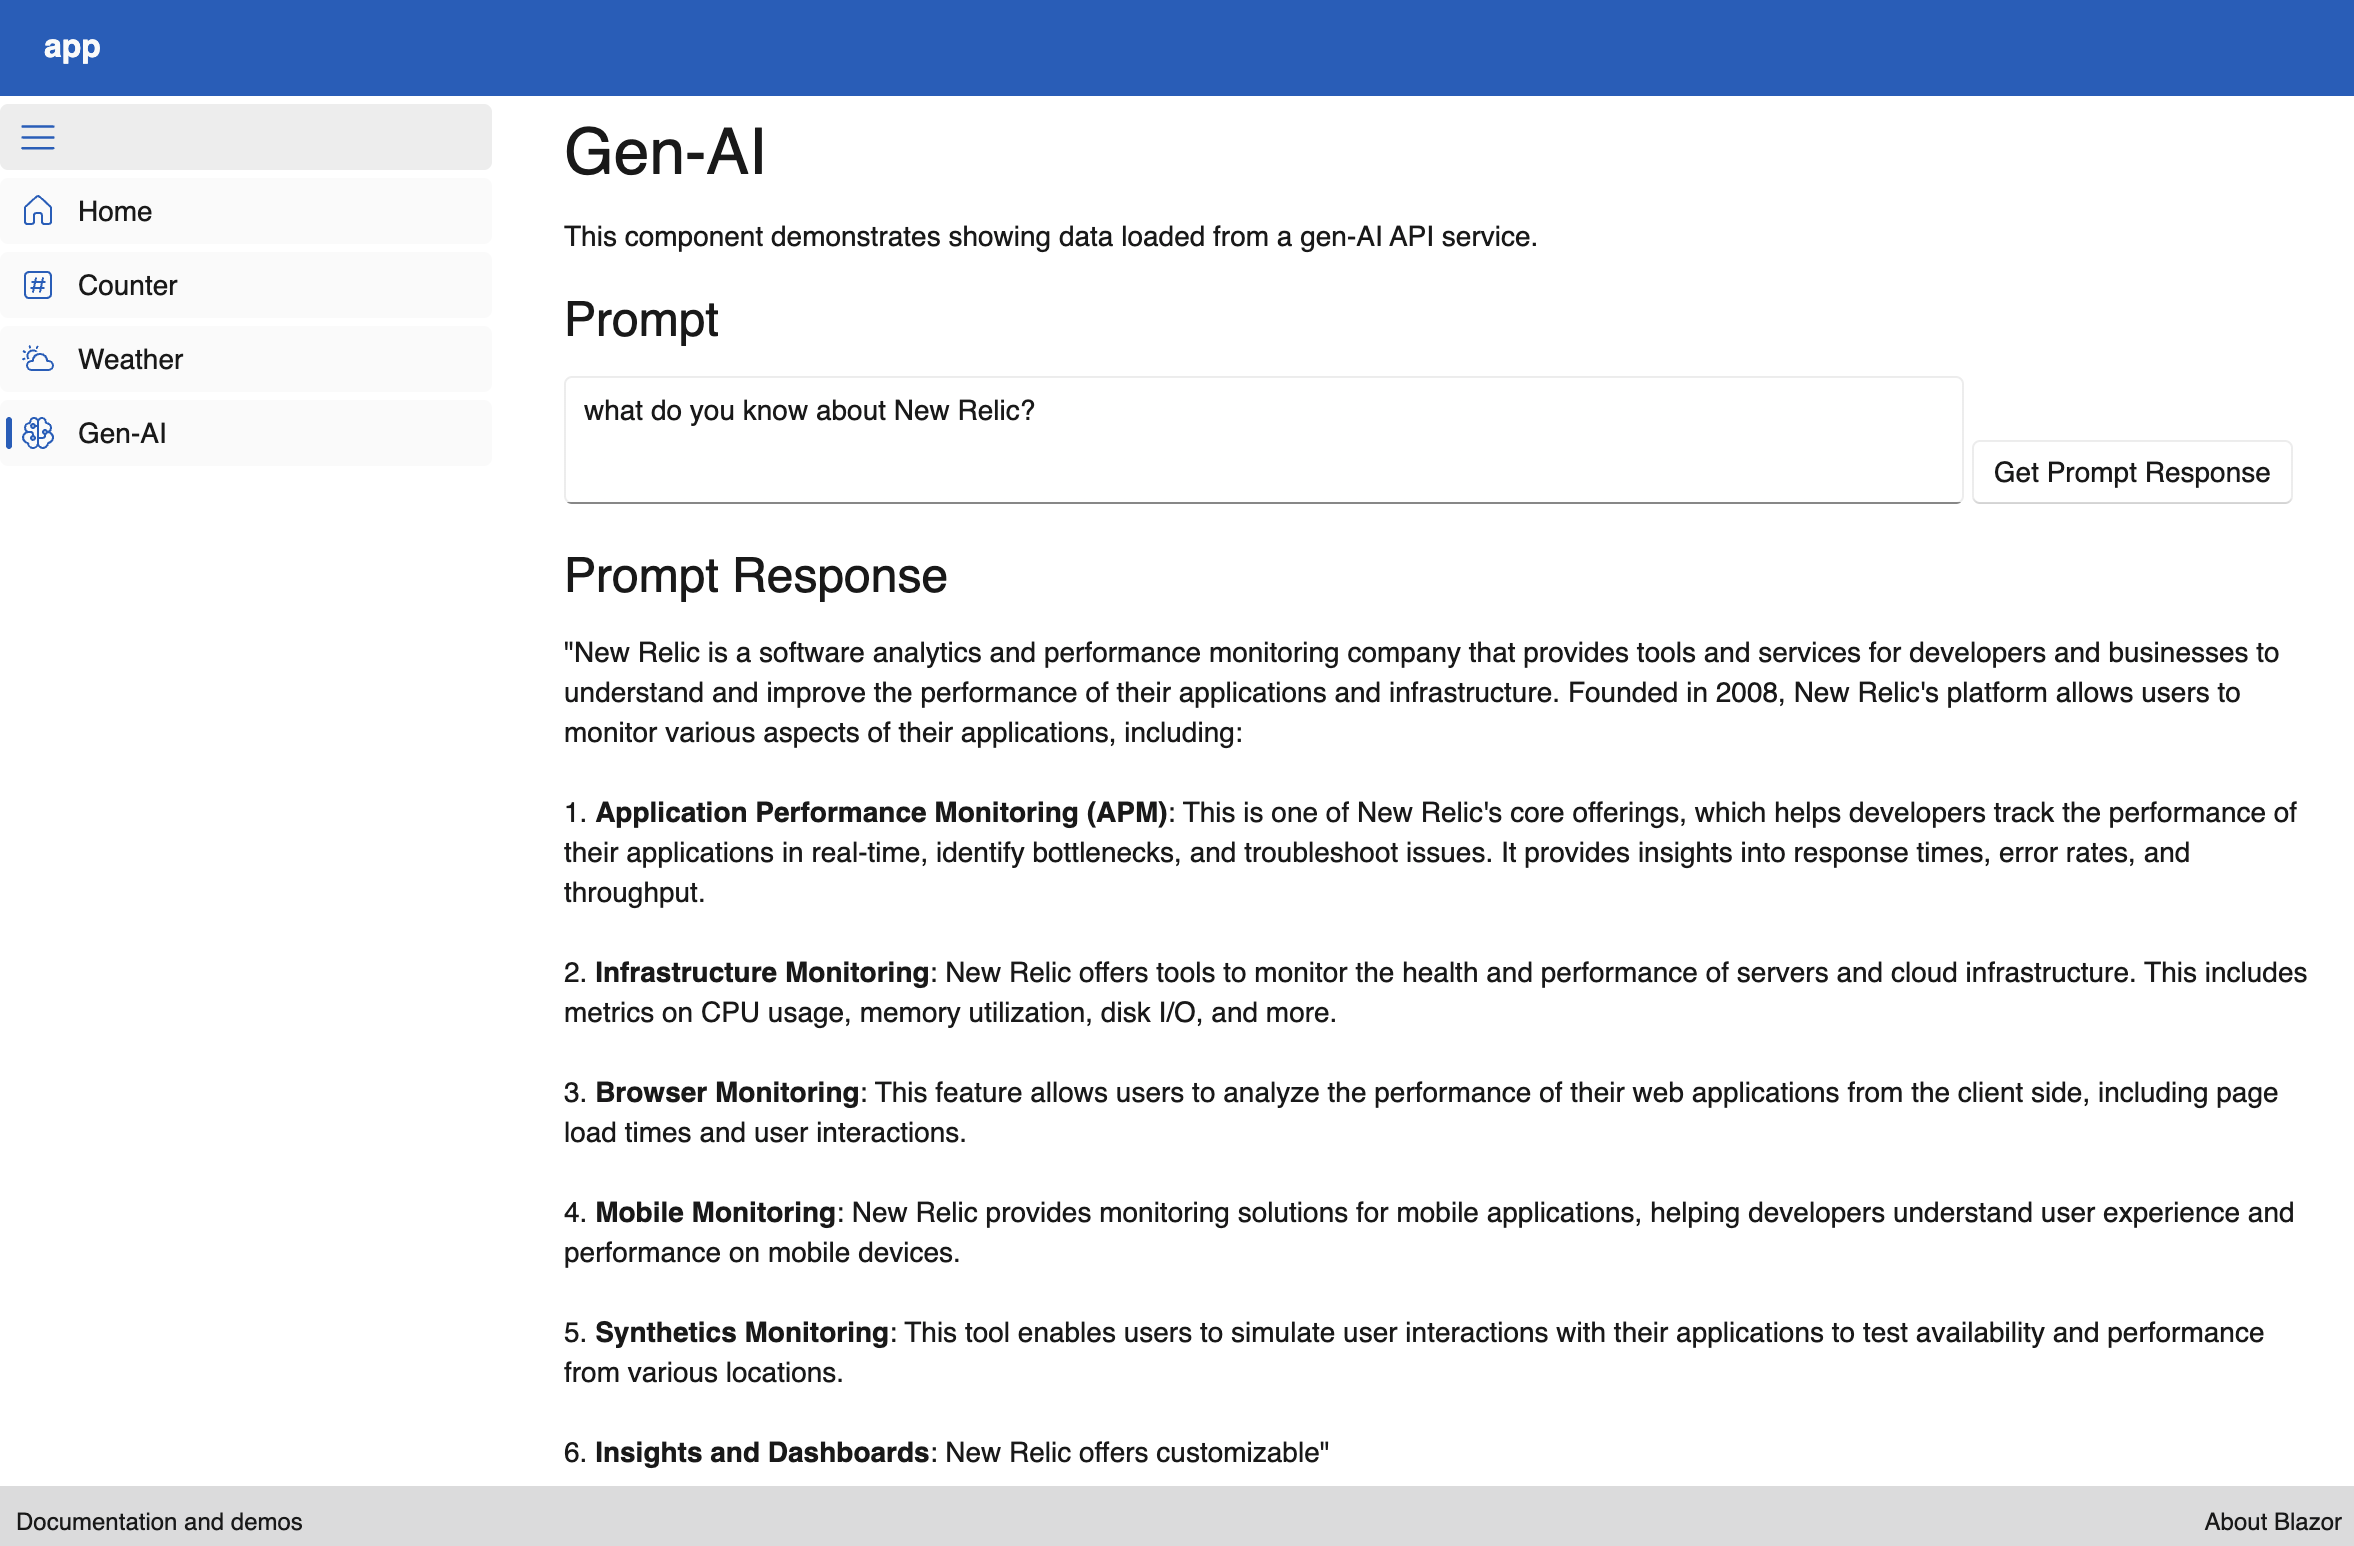 app
Home
Counter
Weather
Gen-AI
Gen-AI
This component demonstrates showing data loaded from a gen-AI API service.
Prompt
what do you know about New Relic?
Get Prompt Response
Prompt Response
"New Relic is a software analytics and performance monitoring company that provides tools and services for developers and businesses to
understand and improve the performance of their applications and infrastructure. Founded in 2008, New Relic's platform allows users to
monitor various aspects of their applications, including:
1. Application Performance Monitoring (APM): This is one of New Relic's core offerings, which helps developers track the performance of
their applications in real-time, identify bottlenecks, and troubleshoot issues. It provides insights into response times, error rates, and
throughput.
2. Infrastructure Monitoring: New Relic offers tools to monitor the health and performance of servers and cloud infrastructure. This includes
metrics on CPU usage, memory utilization, disk I/O, and more.
3. Browser Monitoring: This feature allows users to analyze the performance of their web applications from the client side, including page
load times and user interactions.
4. Mobile Monitoring: New Relic provides monitoring solutions for mobile applications, helping developers understand user experience and
performance on mobile devices.
5. Synthetics Monitoring: This tool enables users to simulate user interactions with their applications to test availability and performance
from various locations.
6. Insights and Dashboards: New Relic offers customizable"
Documentation and demos
About Blazor